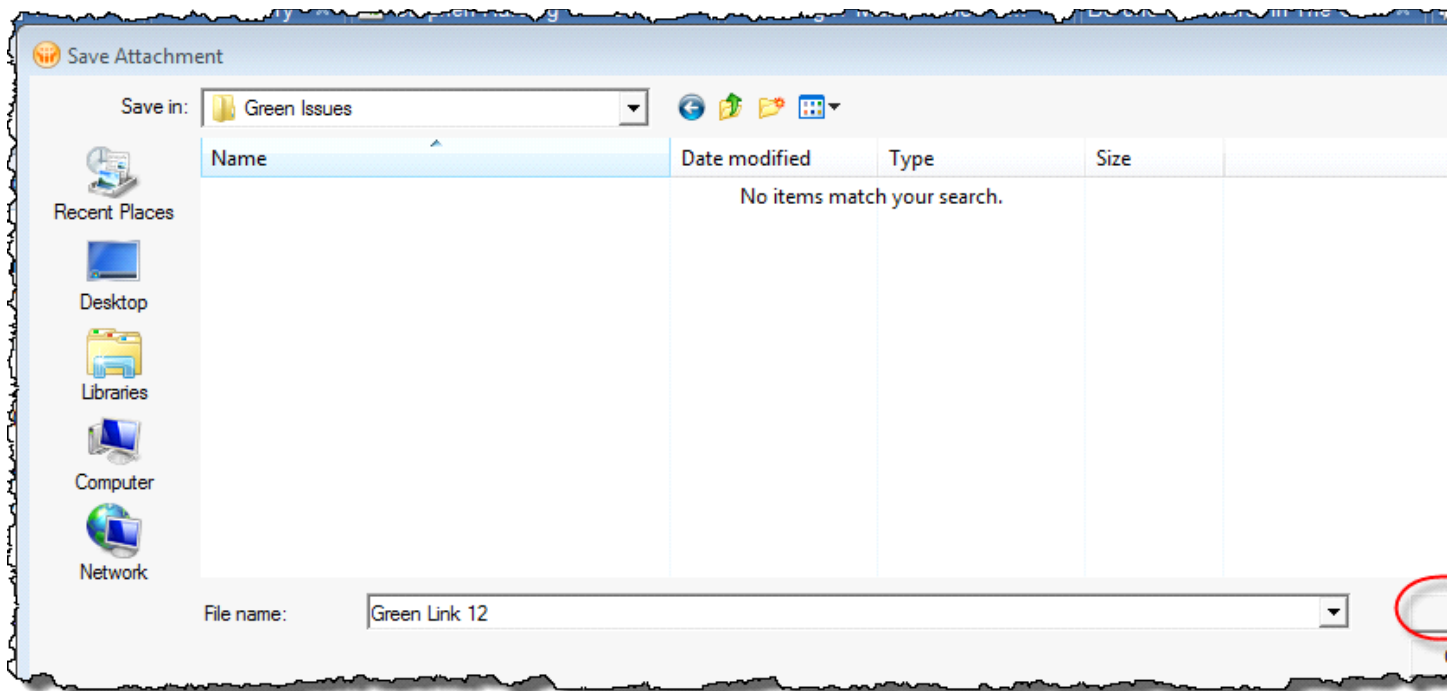 Save Attachment
Save in: Green Issues
Name Date modified Type Size
No items match your search.
Recent Places
Desktop
Libraries
Computer
Network
File name: Green Link 12